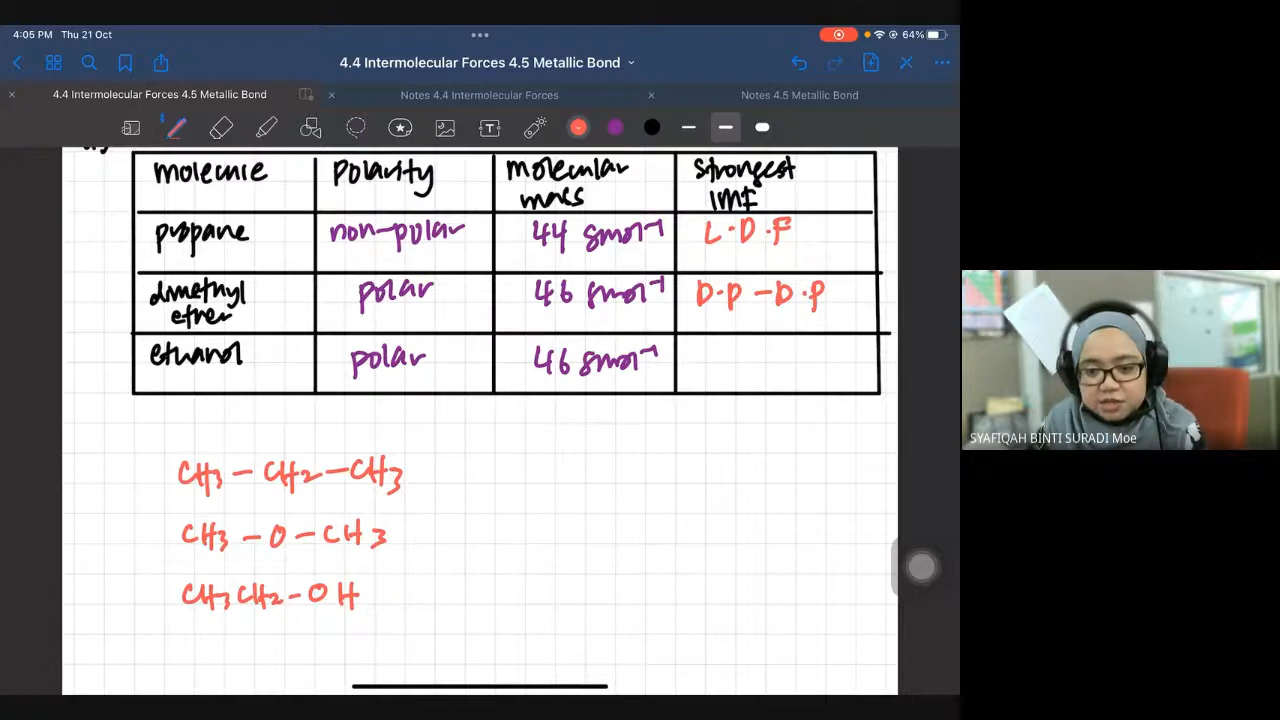 4:05 PM Thu 21 Oct
64%
4.4 Intermolecular Forces 4.5 Metallic Bond
4.4 Intermolecular Forces 4.5 Metallic Bond
Notes 4.4 Intermolecular Forces
Notes 4.5 Metallic Bond
molecule polarity molecular mass strongest IMF
propane non-polar 44 gmol⁻¹ L.D.F
dimethyl ether polar 46 gmol⁻¹ D.P-D.P
ethanol polar 46 gmol⁻¹
CH3-CH2-CH3
CH3-O-CH3
CH3CH2-OH
SYAFIQAH BINTI SURADI Moe